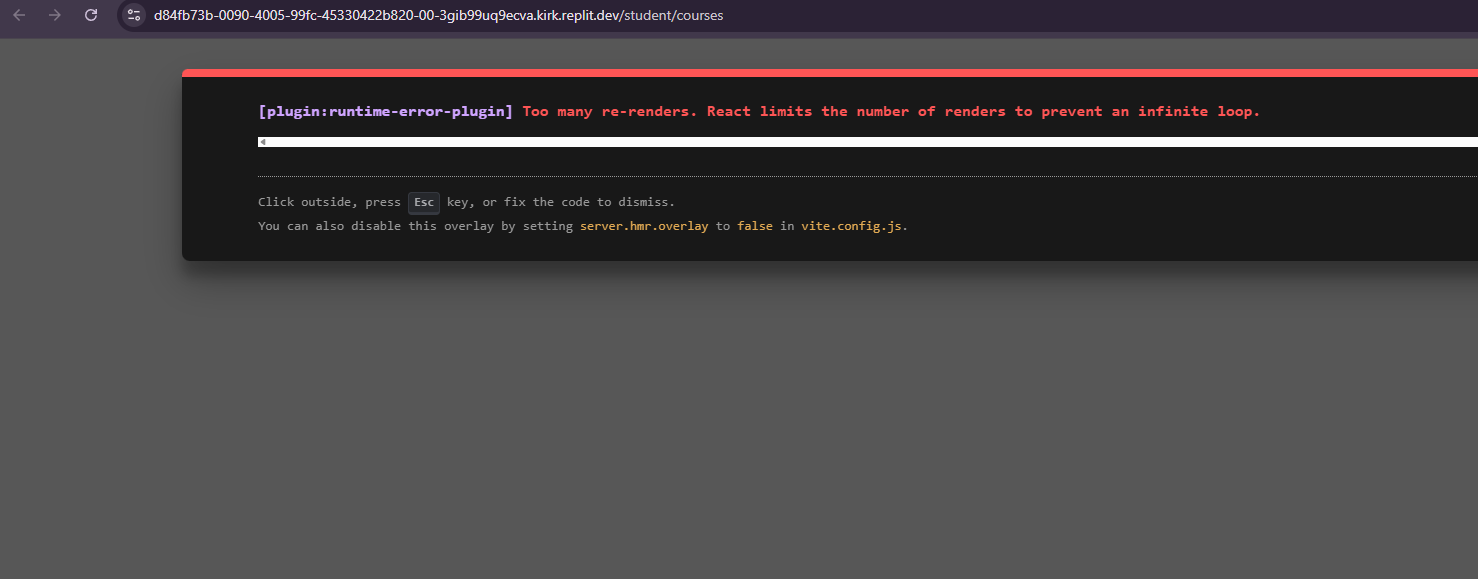 d84fb73b-0090-4005-99fc-45330422b820-00-3gib99uq9ecva.kirk.replit.dev/student/courses
[plugin:runtime-error-plugin] Too many re-renders. React limits the number of renders to prevent an infinite loop.
Click outside, press Esc key, or fix the code to dismiss.
You can also disable this overlay by setting server.hmr.overlay to false in vite.config.js.